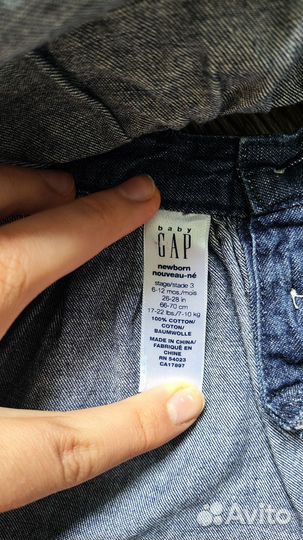 baby
GAP
newborn
nouveau-né
stage/stade 3
6-12 mos./mois
26-28 in
66-70 cm
17-22 lbs./7-10 kg
100% COTTON/
COTON/
BAUMWOLLE
MADE IN CHINA/
FABRIQUÉ EN
CHINE
RN 54023
CA17897
Avito